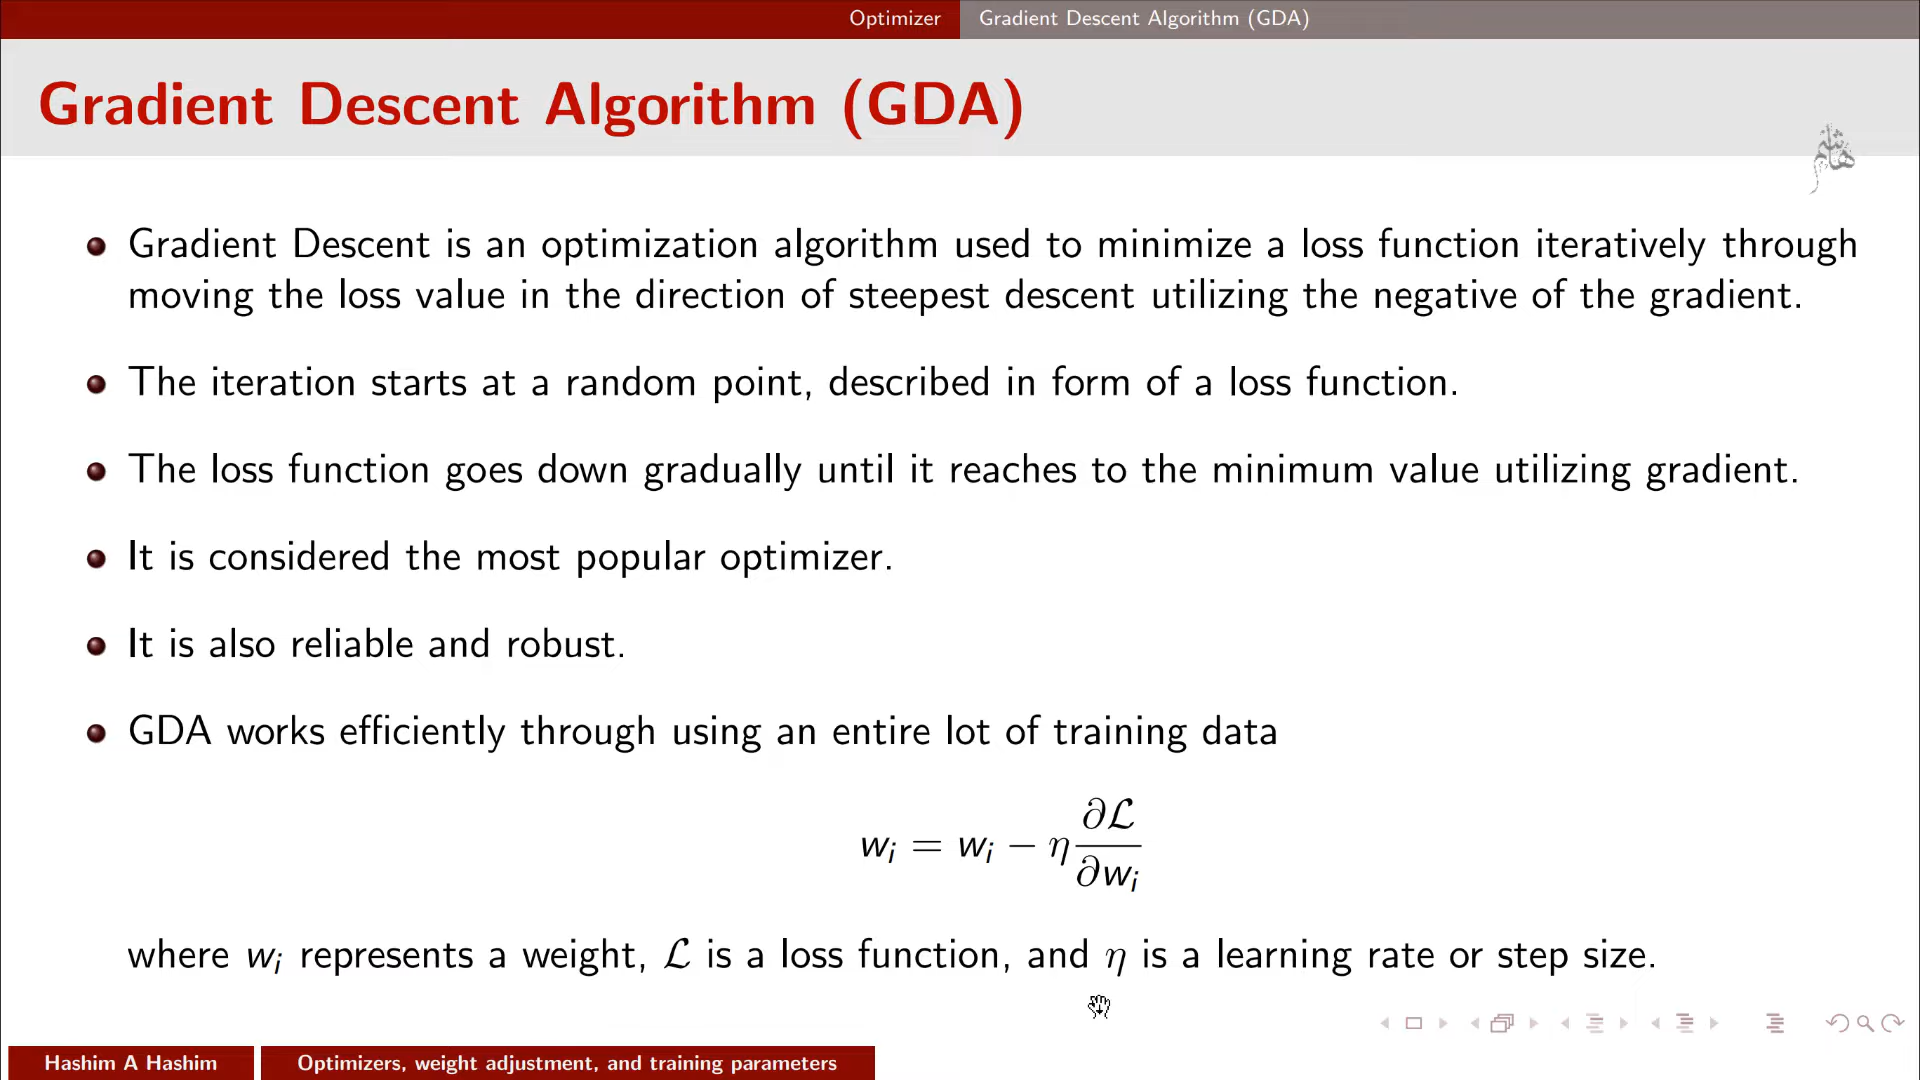 Optimizer Gradient Descent Algorithm (GDA)
Gradient Descent Algorithm (GDA)
هاشم
Gradient Descent is an optimization algorithm used to minimize a loss function iteratively through
moving the loss value in the direction of steepest descent utilizing the negative of the gradient.
The iteration starts at a random point, described in form of a loss function.
The loss function goes down gradually until it reaches to the minimum value utilizing gradient.
It is considered the most popular optimizer.
It is also reliable and robust.
GDA works efficiently through using an entire lot of training data
wᵢ = wᵢ − η ∂ℒ/∂wᵢ
where wᵢ represents a weight, ℒ is a loss function, and η is a learning rate or step size.
Hashim A Hashim Optimizers, weight adjustment, and training parameters